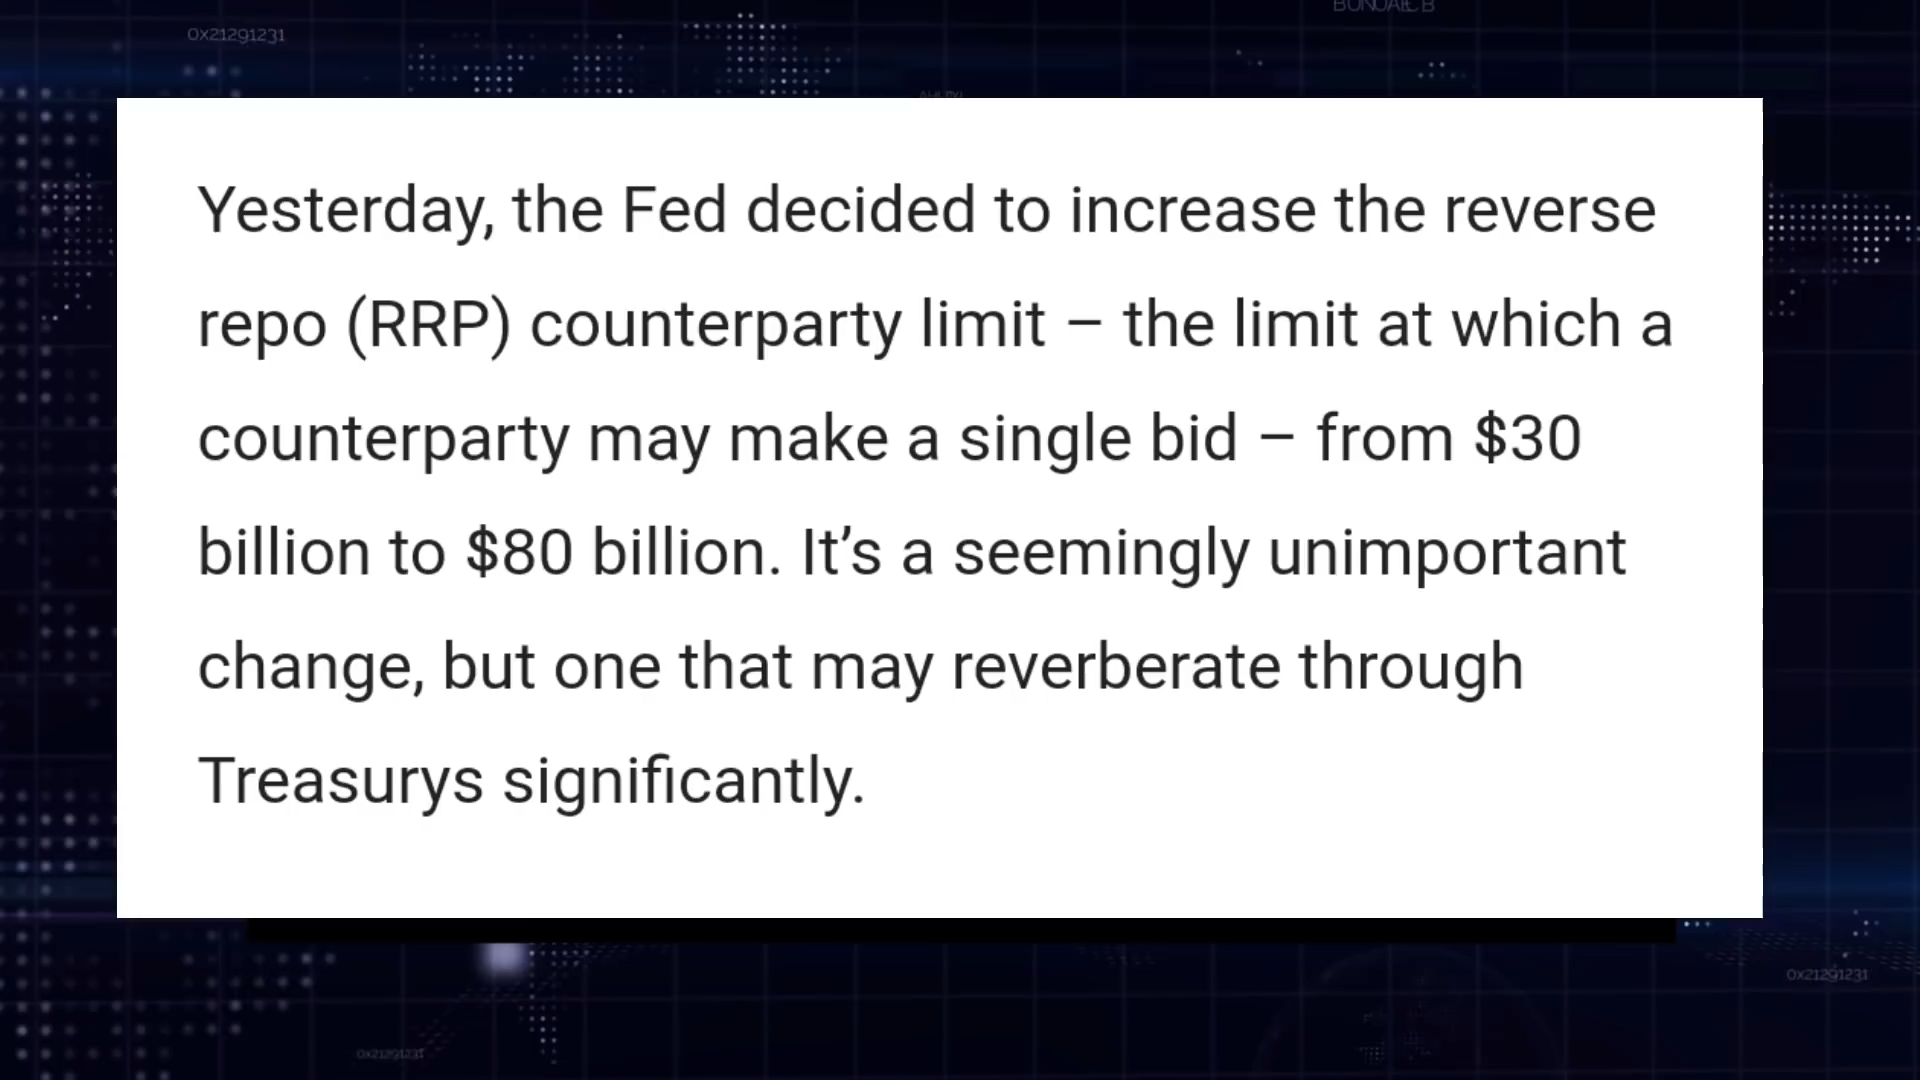 0x21291231
Yesterday, the Fed decided to increase the reverse
repo (RRP) counterparty limit – the limit at which a
counterparty may make a single bid – from $30
billion to $80 billion. It’s a seemingly unimportant
change, but one that may reverberate through
Treasurys significantly.
0x21291231
0x21291231